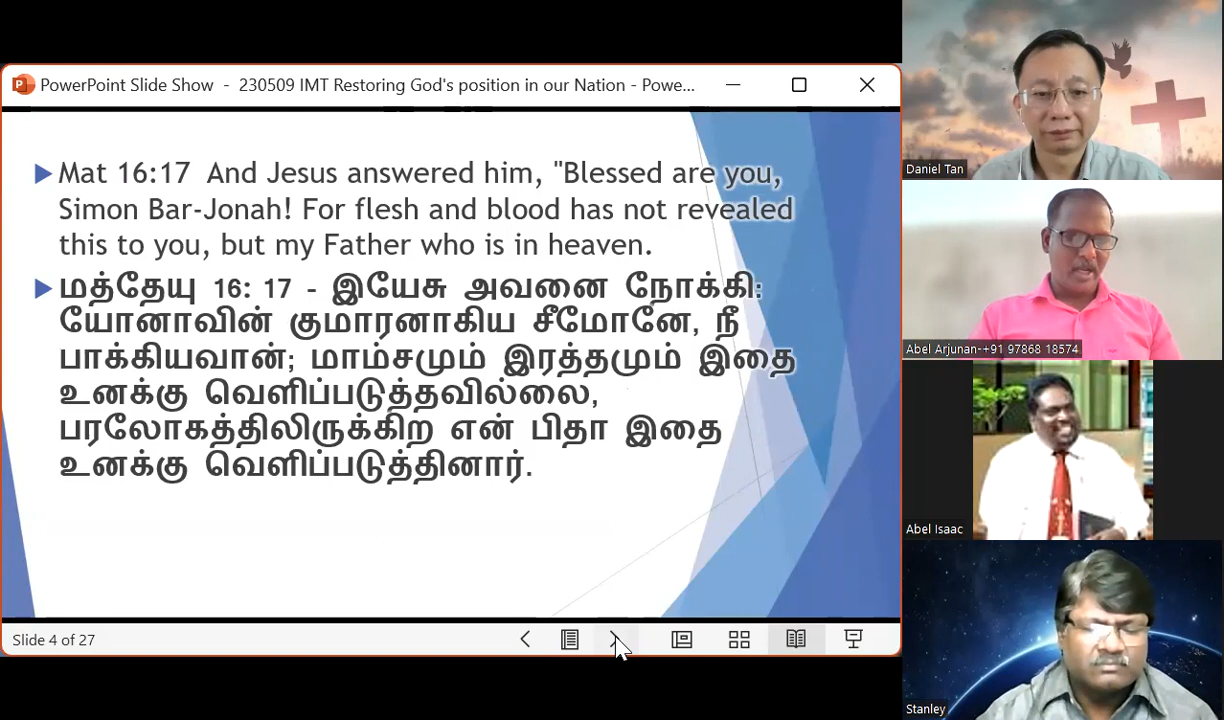 PowerPoint Slide Show - 230509 IMT Restoring God's position in our Nation - Powe...
Mat 16:17 And Jesus answered him, "Blessed are you,
Simon Bar-Jonah! For flesh and blood has not revealed
this to you, but my Father who is in heaven.
மத்தேயு 16: 17 - இயேசு அவனை நோக்கி:
யோனாவின் குமாரனாகிய சீமோனே, நீ
பாக்கியவான்; மாம்சமும் இரத்தமும் இதை
உனக்கு வெளிப்படுத்தவில்லை,
பரலோகத்திலிருக்கிற என் பிதா இதை
உனக்கு வெளிப்படுத்தினார்.
Slide 4 of 27
Daniel Tan
Abel Arjunan-+91 97868 18574
Abel Isaac
Stanley